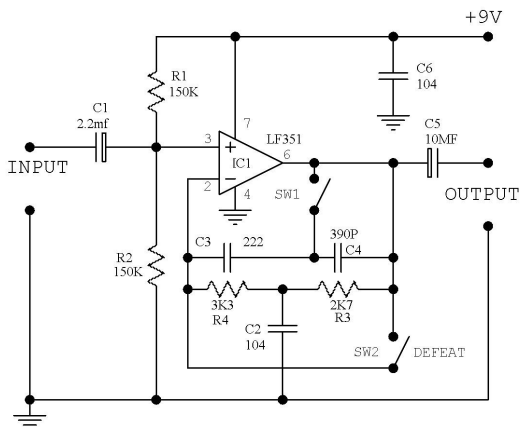 +9V
R1
150K
C6
104
C1
2.2mf
7
LF351
3
+
IC1
6
C5
10MF
INPUT
−
2
4
SW1
OUTPUT
R2
150K
C3
222
390P
C4
3K3
R4
2K7
R3
C2
104
SW2
DEFEAT